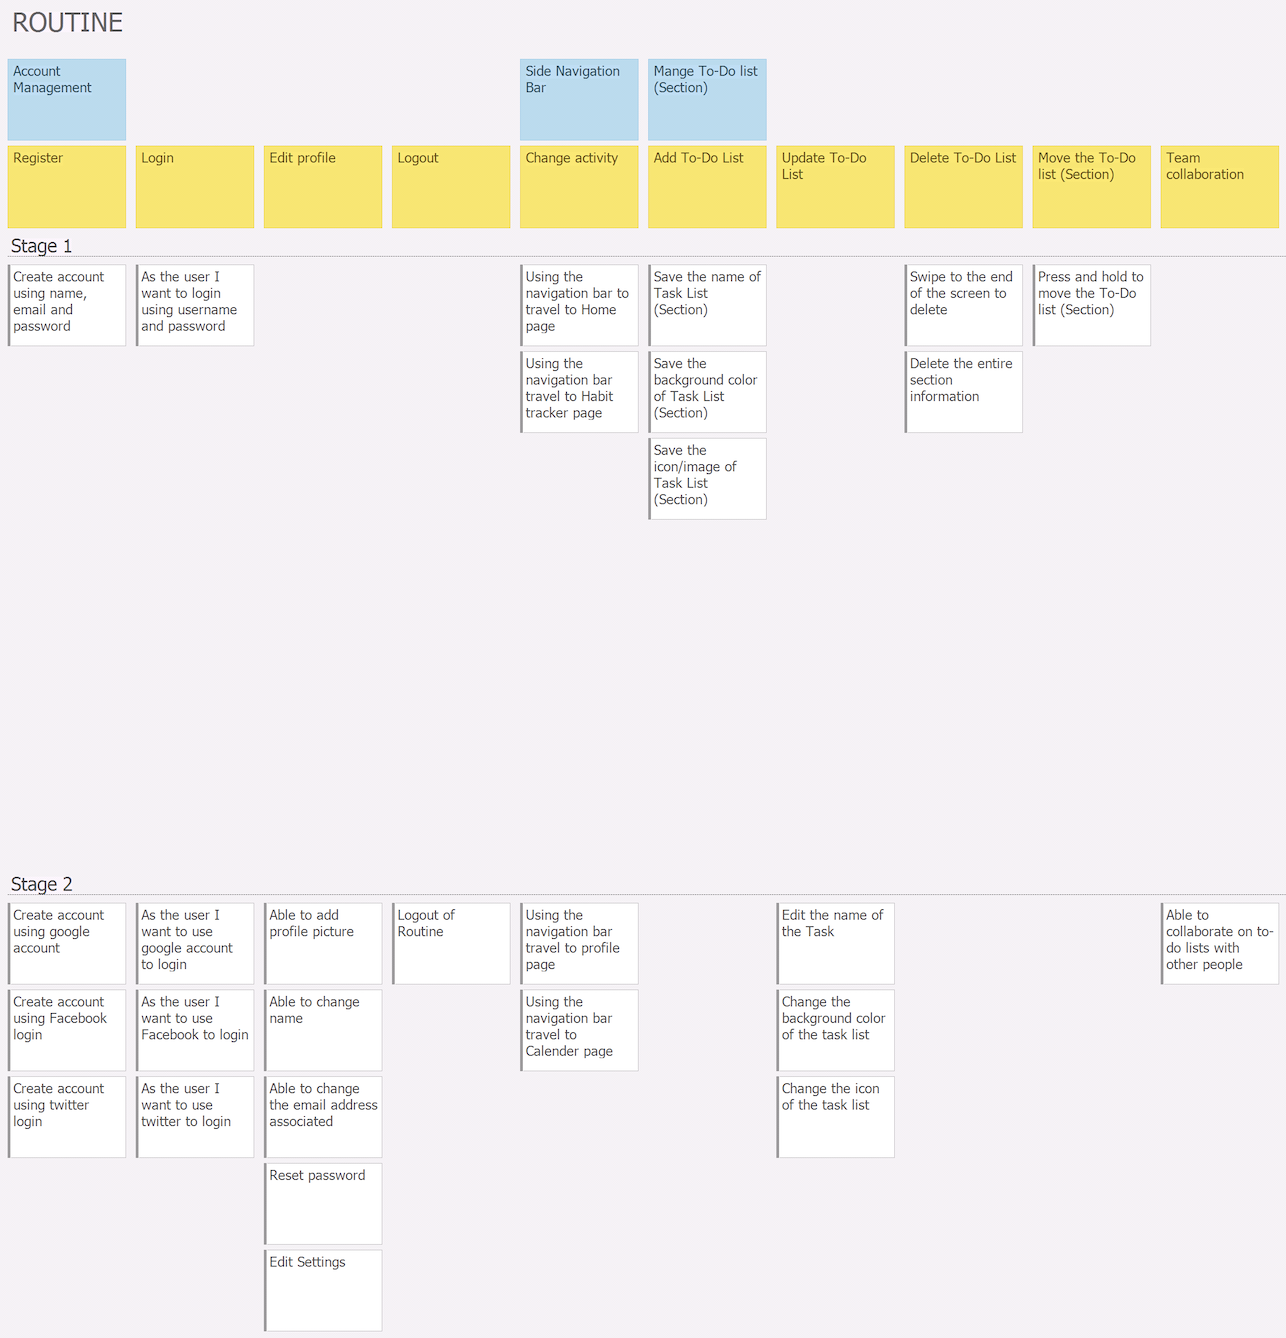 ROUTINE
Account
Management
Side Navigation
Bar
Mange To-Do list
(Section)
Register
Login
Edit profile
Logout
Change activity
Add To-Do List
Update To-Do
List
Delete To-Do List
Move the To-Do
list (Section)
Team
collaboration
Stage 1
Create account
using name,
email and
password
As the user I
want to login
using username
and password
Using the
navigation bar to
travel to Home
page
Save the name of
Task List
(Section)
Swipe to the end
of the screen to
delete
Press and hold to
move the To-Do
list (Section)
Using the
navigation bar
travel to Habit
tracker page
Save the
background color
of Task List
(Section)
Delete the entire
section
information
Save the
icon/image of
Task List
(Section)
Stage 2
Create account
using google
account
As the user I
want to use
google account
to login
Able to add
profile picture
Logout of
Routine
Using the
navigation bar
travel to profile
page
Edit the name of
the Task
Able to
collaborate on to-
do lists with
other people
Create account
using Facebook
login
As the user I
want to use
Facebook to login
Able to change
name
Using the
navigation bar
travel to
Calender page
Change the
background color
of the task list
Create account
using twitter
login
As the user I
want to use
twitter to login
Able to change
the email address
associated
Change the icon
of the task list
Reset password
Edit Settings